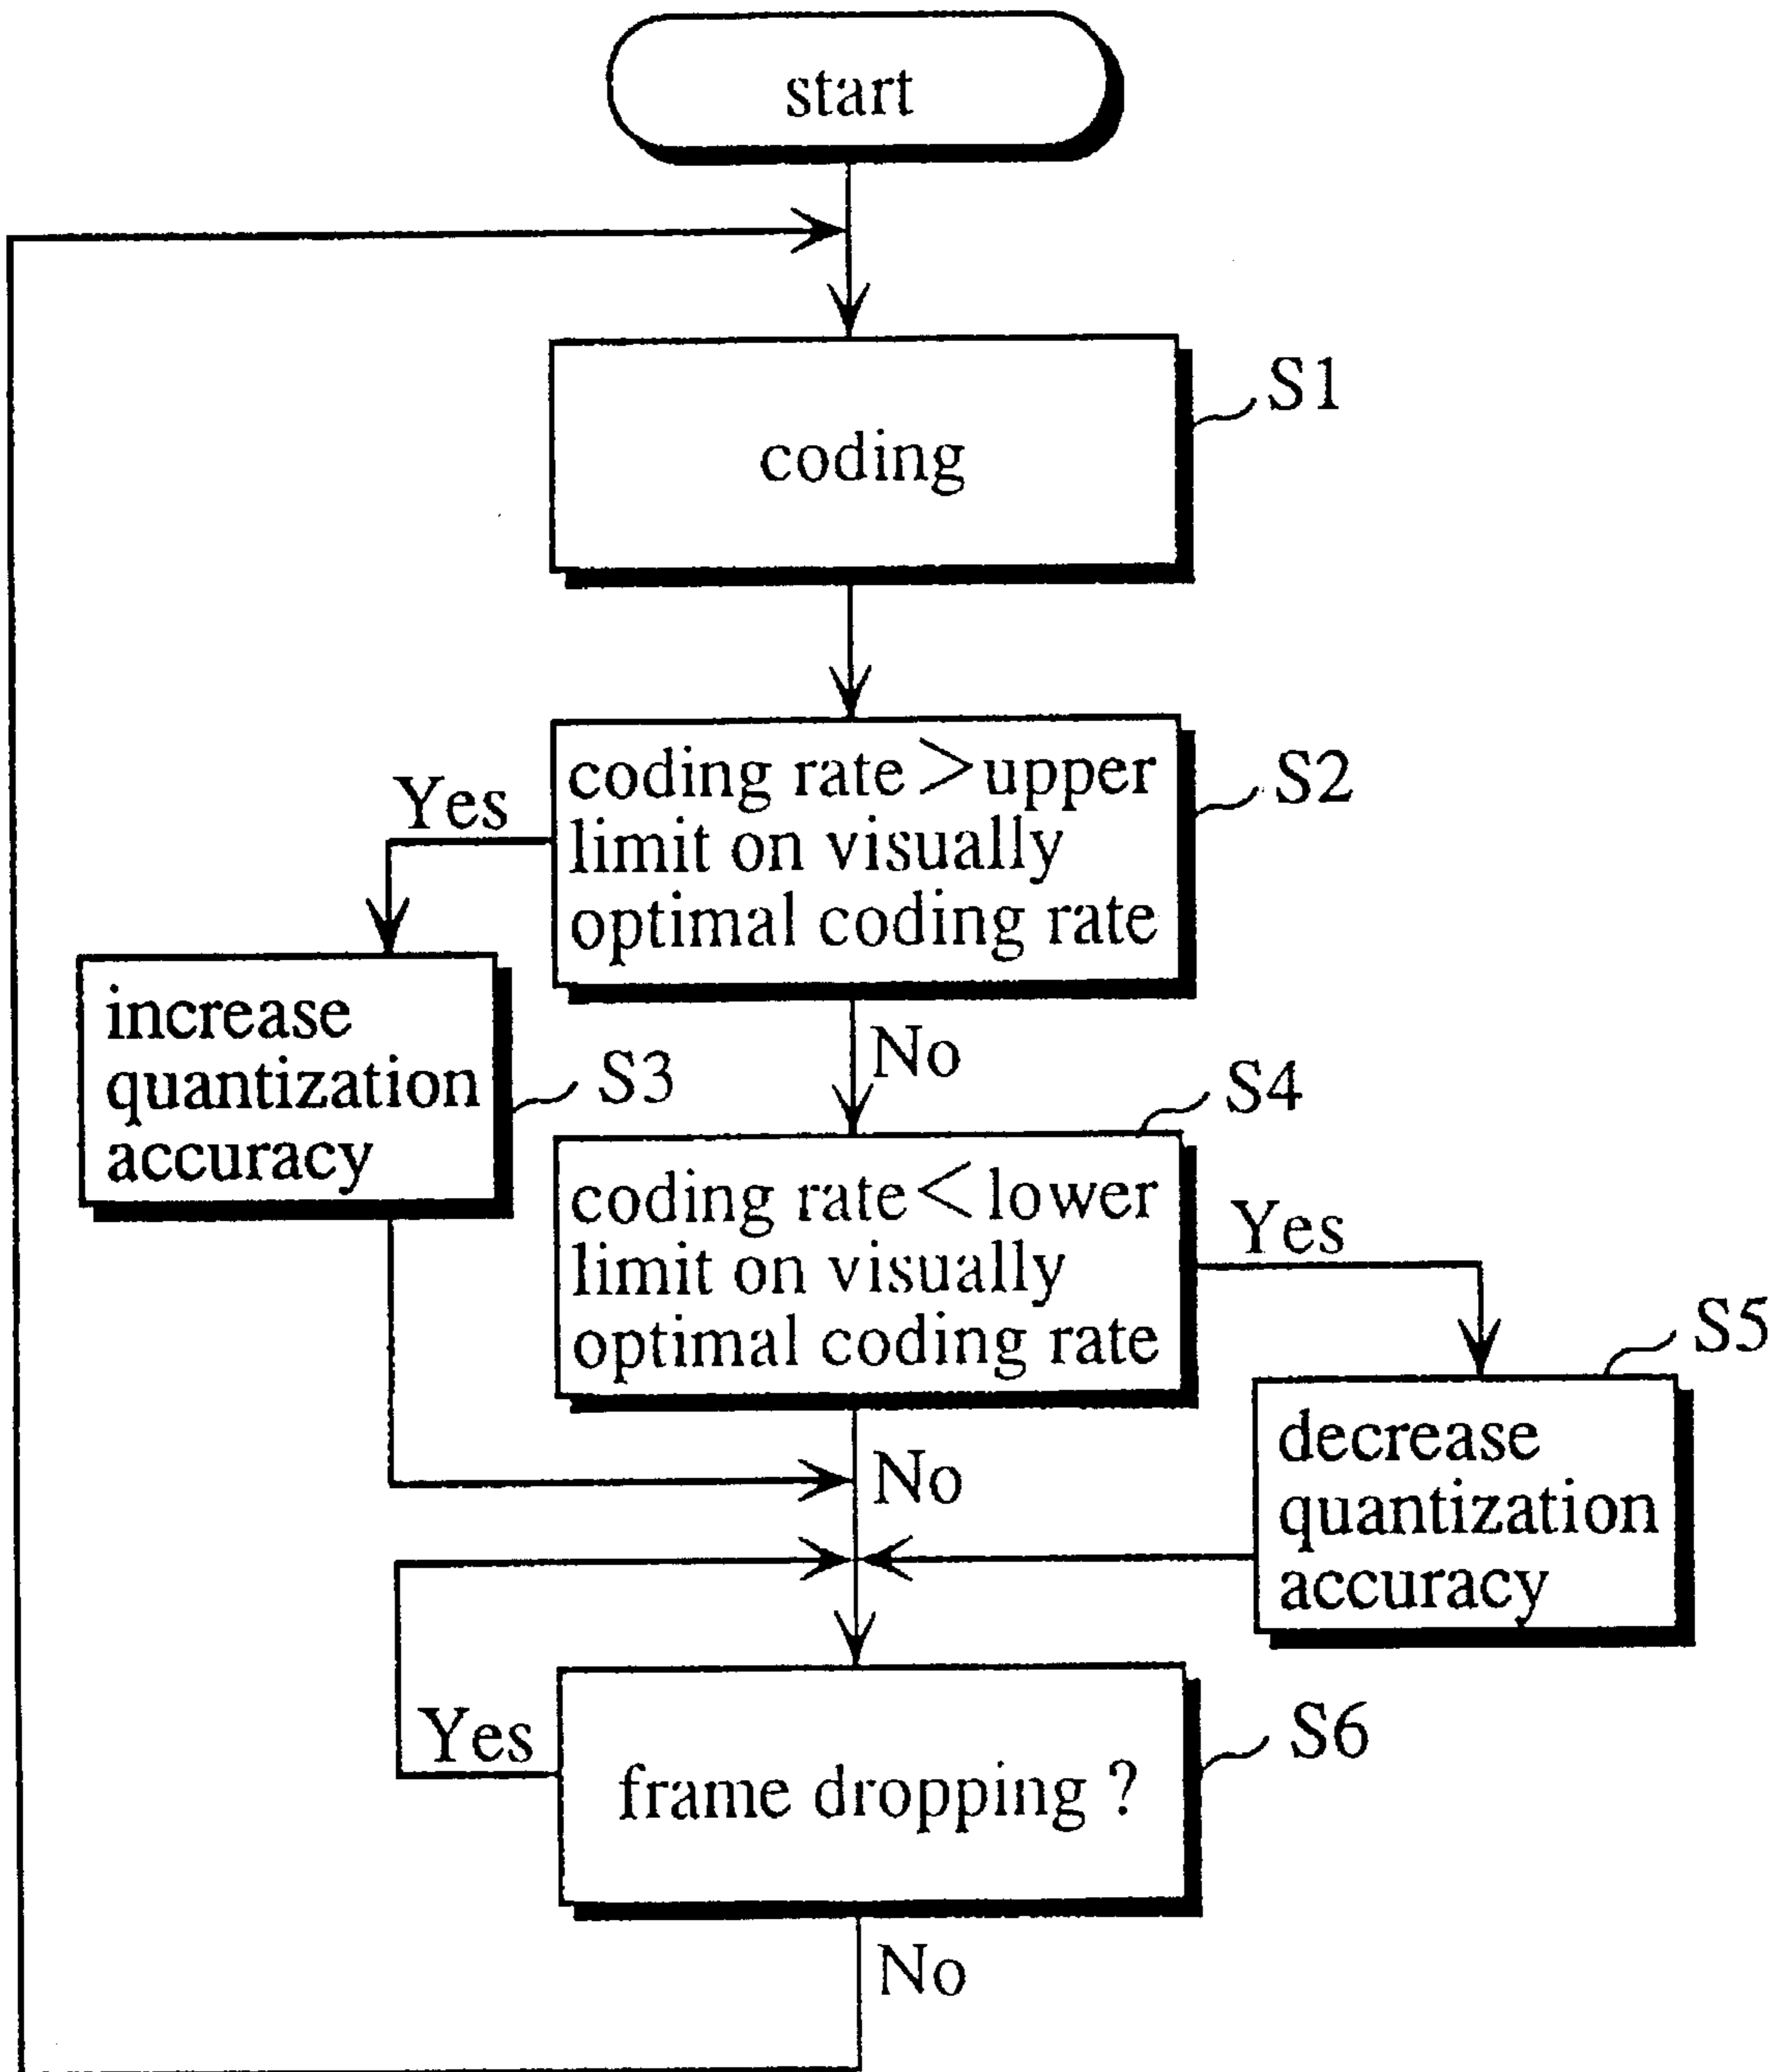 start
coding
S1
coding rate > upper
limit on visually
optimal coding rate
S2
Yes
No
increase
quantization
accuracy
S3
coding rate < lower
limit on visually
optimal coding rate
S4
Yes
No
decrease
quantization
accuracy
S5
frame dropping ?
S6
Yes
No